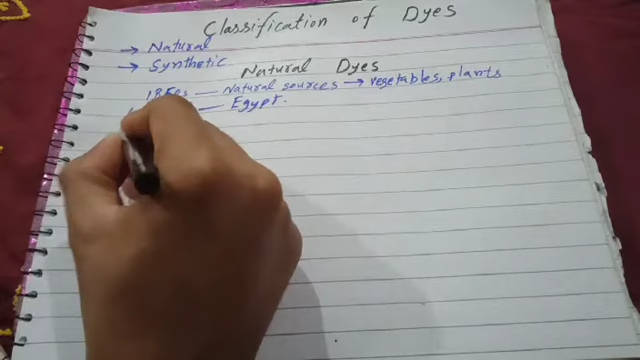 Classification of Dyes
→ Natural
→ Synthetic
Natural Dyes
1850s — Natural sources → vegetables, plants
— Egypt.